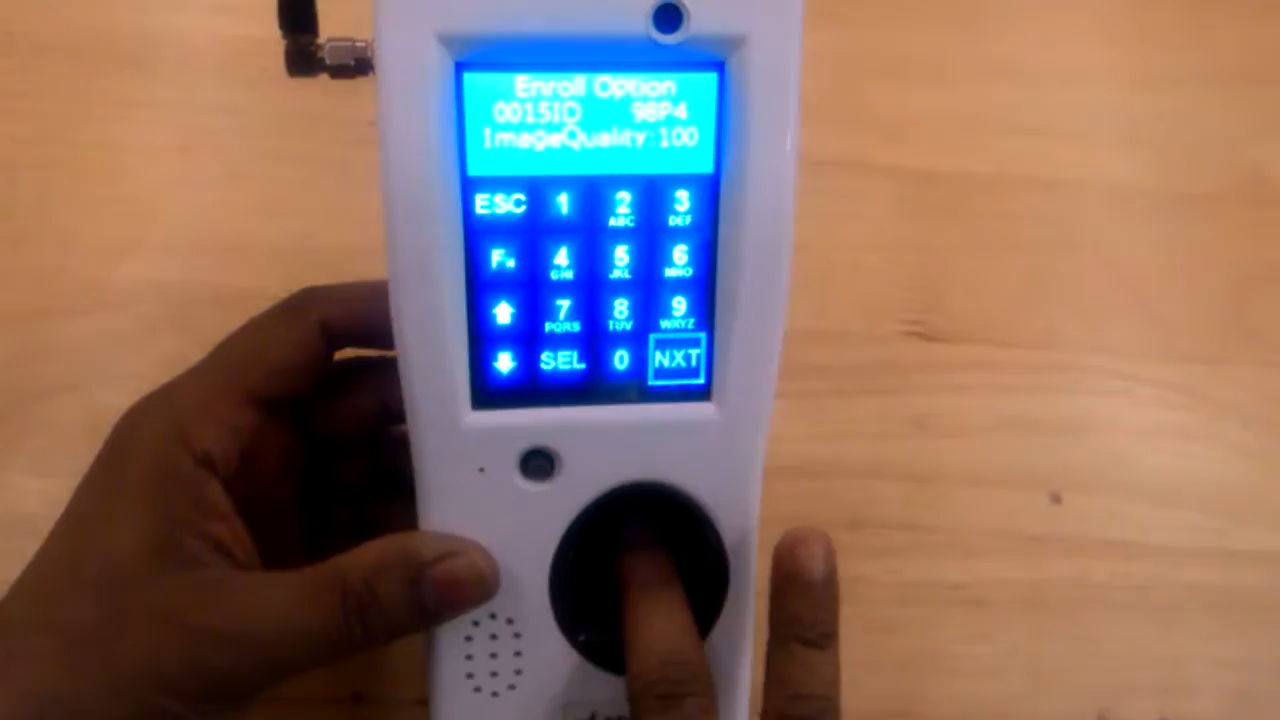 Enroll Option
0015ID 98P4
ImageQuality:100
ESC 1 2 3
ABC DEF
FN 4 5 6
GHI JKL MNO
7 8 9
PQRS TUV WXYZ
SEL 0 NXT